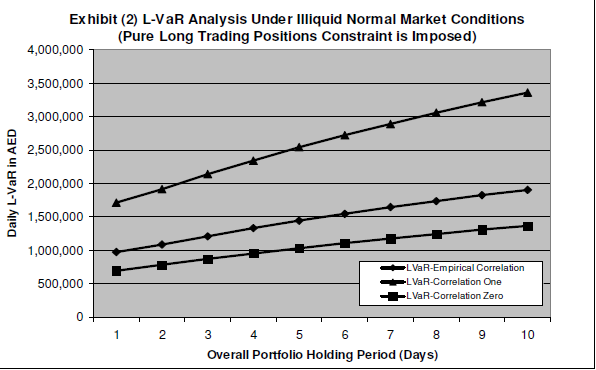 Exhibit (2) L-VaR Analysis Under Illiquid Normal Market Conditions
(Pure Long Trading Positions Constraint is Imposed)
Daily L-VaR in AED
4,000,000
3,500,000
3,000,000
2,500,000
2,000,000
1,500,000
1,000,000
500,000
0
LVaR-Empirical Correlation
LVaR-Correlation One
LVaR-Correlation Zero
1 2 3 4 5 6 7 8 9 10
Overall Portfolio Holding Period (Days)